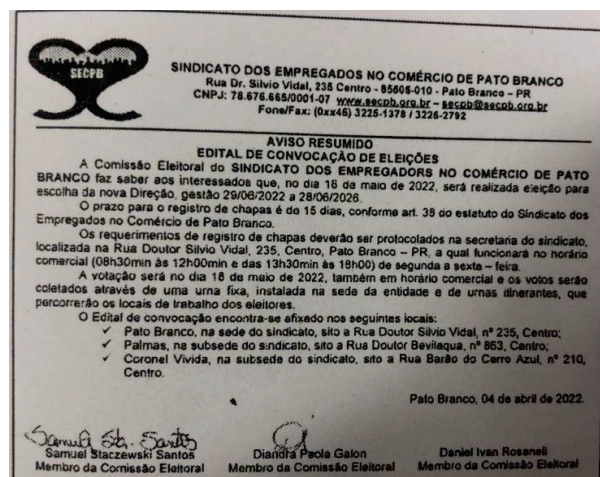 SECPB
SINDICATO DOS EMPREGADOS NO COMÉRCIO DE PATO BRANCO
Rua Dr. Silvio Vidal, 235 Centro - 85505-010 - Pato Branco – PR
CNPJ: 78.676.665/0001-07 www.secpb.org.br – secpb@secpb.org.br
Fone/Fax: (0xx46) 3225-1378 / 3225-2792
AVISO RESUMIDO
EDITAL DE CONVOCAÇÃO DE ELEIÇÕES
A Comissão Eleitoral do SINDICATO DOS EMPREGADORS NO COMÉRCIO DE PATO
BRANCO faz saber aos interessados que, no dia 18 de maio de 2022, será realizada eleição para
escolha da nova Direção, gestão 29/06/2022 a 28/06/2026.
O prazo para o registro de chapas é da 15 dias, conforme art. 38 do estatuto do Sindicato dos
Empregados no Comércio de Pato Branco.
Os requerimentos de registro de chapas deverão ser protocolados na secretaria do sindicato,
localizada na Rua Doutor Silvio Vidal, 235, Centro, Pato Branco – PR, a qual funcionará no horário
comercial (08h30min às 12h00min e das 13h30min às 18h00) de segunda a sexta – feira.
A votação será no dia 18 de maio de 2022, também em horário comercial e os votos serão
coletados através de uma urna fixa, instalada na sede da entidade e de urnas itinerantes, que
percorrerão os locais de trabalho dos eleitores.
O Edital de convocação encontra-se afixado nos seguintes locais:
✓ Pato Branco, na sede do sindicato, sito a Rua Doutor Silvio Vidal, nº 235, Centro;
✓ Palmas, na subsede do sindicato, sito a Rua Doutor Bevilaqua, nº 863, Centro;
✓ Coronel Vivida, na subsede do sindicato, sito a Rua Barão do Cerro Azul, nº 210,
Centro.
Pato Branco, 04 de abril de 2022.
Samuel Sta. Santos
Samuel Staczewski Santos Diandra Paola Galon Daniel Ivan Rosaneli
Membro da Comissão Eleitoral Membro da Comissão Eleitoral Membro da Comissão Eleitoral